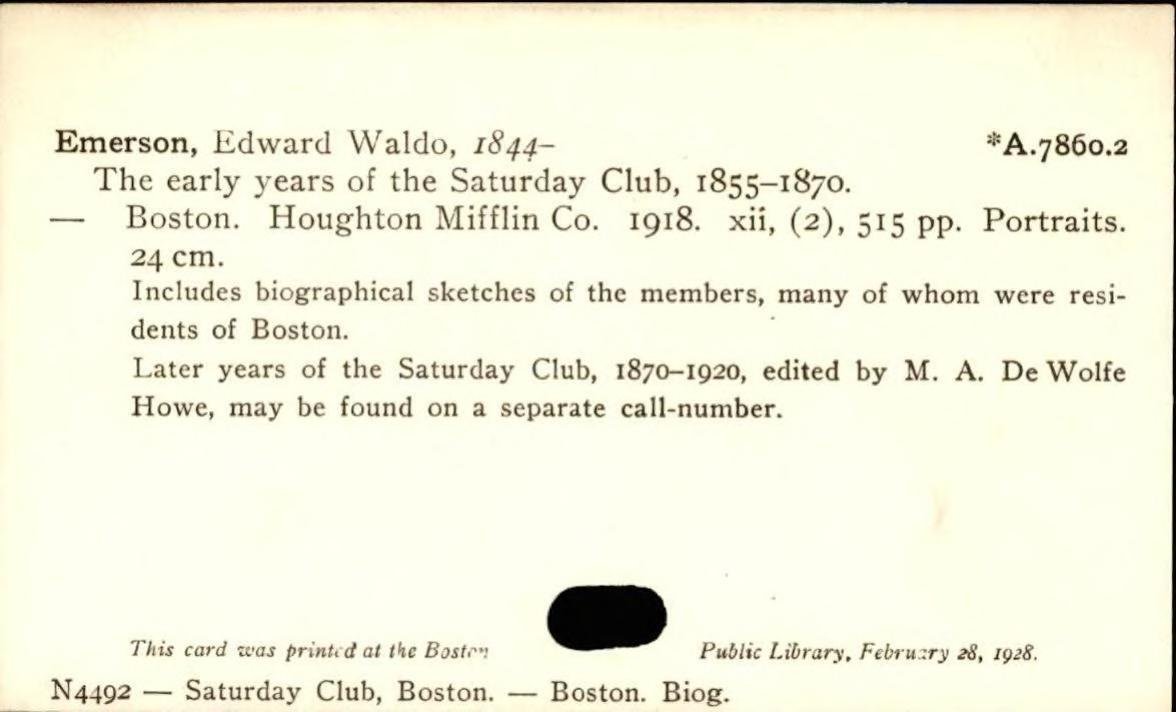 Emerson, Edward Waldo, 1844– *A.7860.2
The early years of the Saturday Club, 1855–1870.
— Boston. Houghton Mifflin Co. 1918. xii, (2), 515 pp. Portraits.
24 cm.
Includes biographical sketches of the members, many of whom were resi-
dents of Boston.
Later years of the Saturday Club, 1870–1920, edited by M. A. De Wolfe
Howe, may be found on a separate call-number.
This card was printed at the Boston Public Library, February 28, 1928.
N4492 — Saturday Club, Boston. — Boston. Biog.